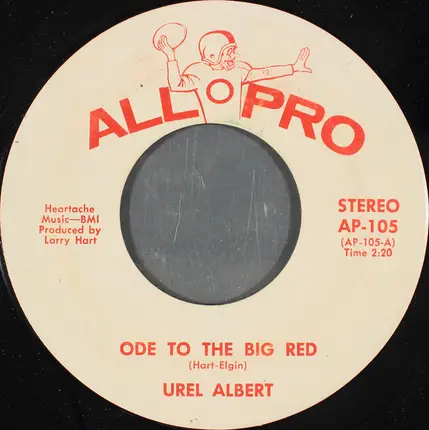 ALL PRO
Heartache
Music—BMI
Produced by
Larry Hart
STEREO
AP-105
(AP-105-A)
Time 2:20
ODE TO THE BIG RED
(Hart-Elgin)
UREL ALBERT